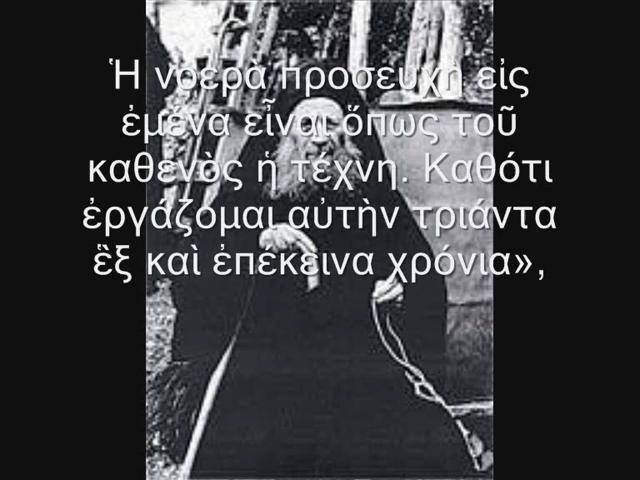 Ἡ νοερὰ προσευχὴ εἰς
ἐμένα εἶναι ὅπως τοῦ
καθενὸς ἡ τέχνη. Καθότι
ἐργάζομαι αὐτὴν τριάντα
ἓξ καὶ ἐπέκεινα χρόνια»,